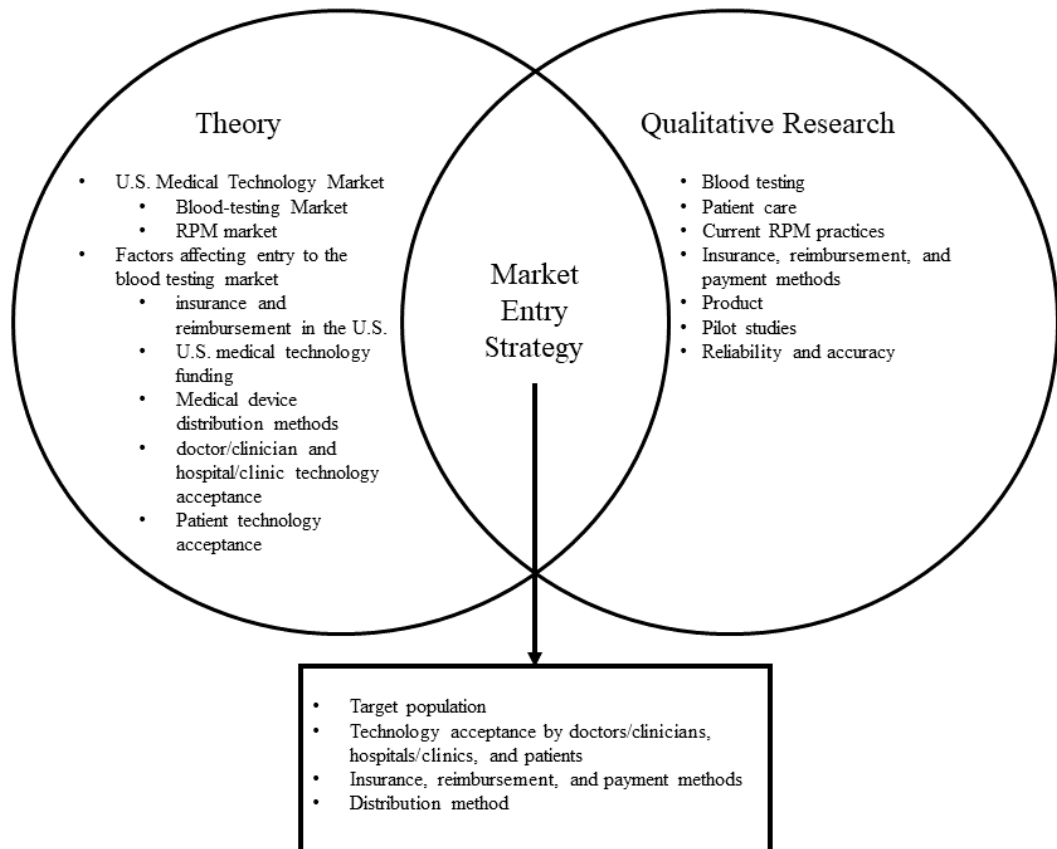 Theory
• U.S. Medical Technology Market
• Blood-testing Market
• RPM market
• Factors affecting entry to the
blood testing market
• insurance and
reimbursement in the U.S.
• U.S. medical technology
funding
• Medical device
distribution methods
• doctor/clinician and
hospital/clinic technology
acceptance
• Patient technology
acceptance
Market
Entry
Strategy
Qualitative Research
• Blood testing
• Patient care
• Current RPM practices
• Insurance, reimbursement, and
payment methods
• Product
• Pilot studies
• Reliability and accuracy
• Target population
• Technology acceptance by doctors/clinicians,
hospitals/clinics, and patients
• Insurance, reimbursement, and payment methods
• Distribution method